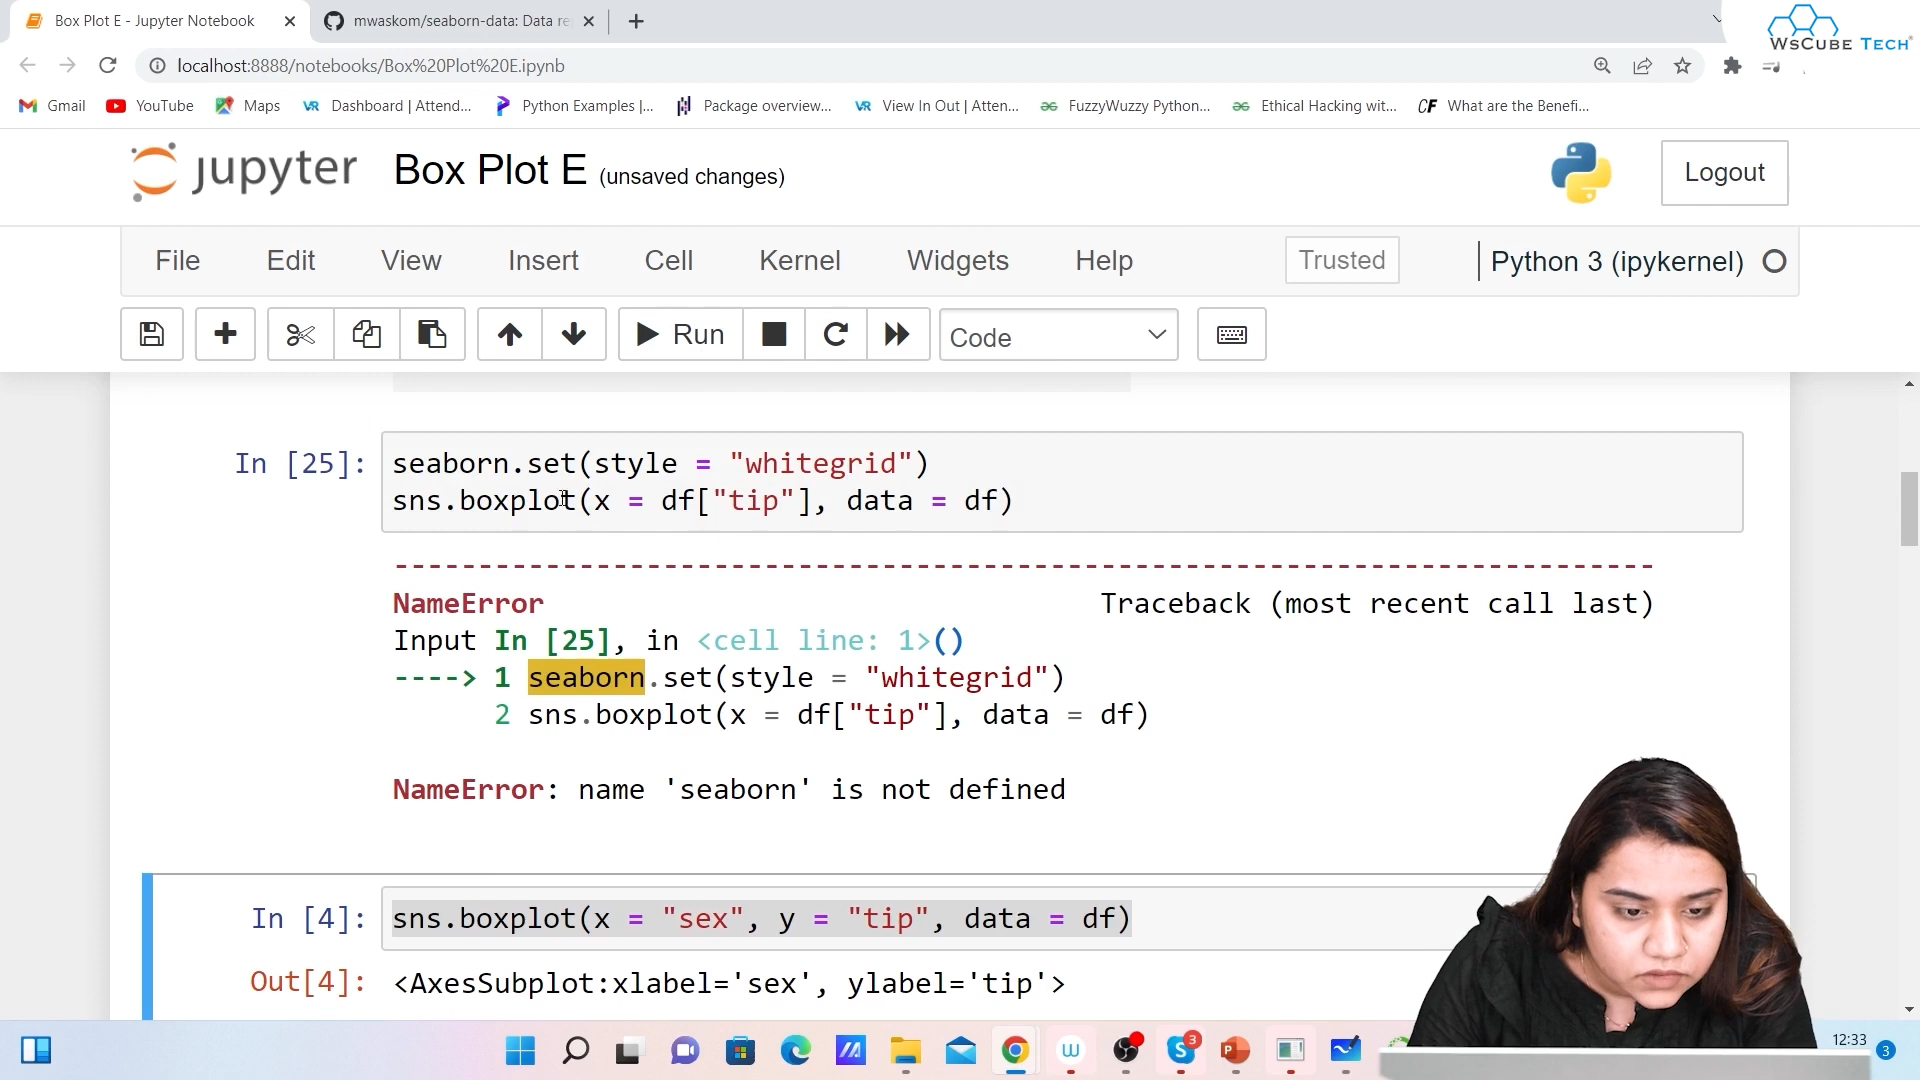 Box Plot E - Jupyter Notebook
mwaskom/seaborn-data: Data re
WsCube Tech
localhost:8888/notebooks/Box%20Plot%20E.ipynb
Gmail
YouTube
Maps
Dashboard | Attend...
Python Examples |...
Package overview...
View In Out | Atten...
FuzzyWuzzy Python...
Ethical Hacking wit...
What are the Benefi...
jupyter
Box Plot E (unsaved changes)
Logout
File Edit View Insert Cell Kernel Widgets Help
Trusted
Python 3 (ipykernel)
Run
Code
In [25]:
seaborn.set(style = "whitegrid")
sns.boxplot(x = df["tip"], data = df)
---------------------------------------------------------------------------
NameError Traceback (most recent call last)
Input In [25], in <cell line: 1>()
----> 1 seaborn.set(style = "whitegrid")
2 sns.boxplot(x = df["tip"], data = df)
NameError: name 'seaborn' is not defined
In [4]: sns.boxplot(x = "sex", y = "tip", data = df)
Out[4]: <AxesSubplot:xlabel='sex', ylabel='tip'>
12:33
3
3